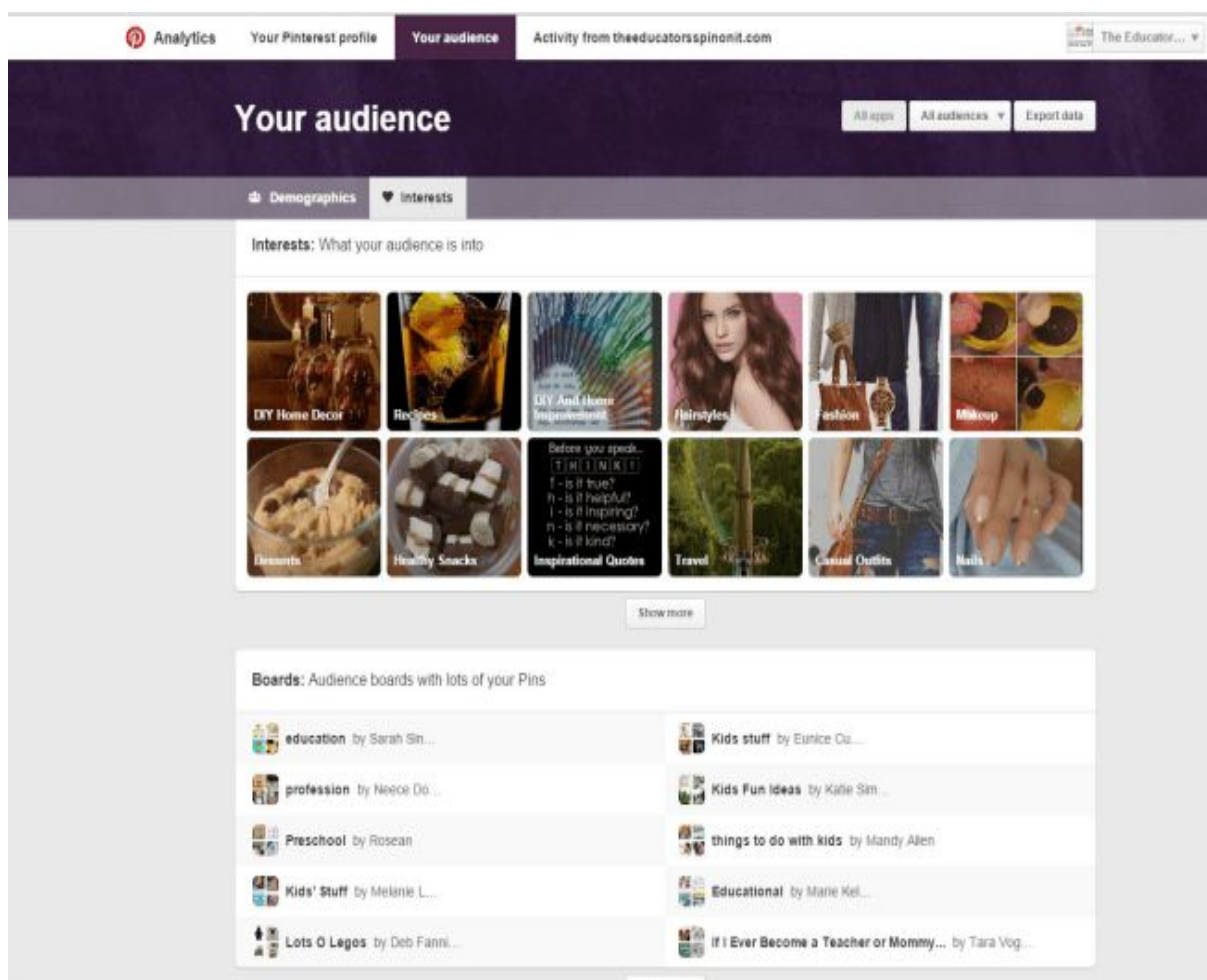 Analytics Your Pinterest profile Your audience Activity from theeducatorsspinonit.com The Educator...
Your audience
All apps All audiences Export data
Demographics Interests
Interests: What your audience is into
DIY Home Decor
Recipes
DIY And Home
Improvement
Hairstyles
Fashion
Makeup
Before you speak...
THINK!
T - is it true?
h - is it helpful?
i - is it inspiring?
n - is it necessary?
k - is it kind?
Desserts
Healthy Snacks
Inspirational Quotes
Travel
Casual Outfits
Nails
Show more
Boards: Audience boards with lots of your Pins
education by Sarah Sin...
Kids stuff by Eunice Cu...
profession by Neece Do...
Kids Fun Ideas by Katie Sim...
Preschool by Rosean
things to do with kids by Mandy Allen
Kids' Stuff by Melanie L...
Educational by Marie Kel...
Lots O Legos by Deb Fanni...
If I Ever Become a Teacher or Mommy... by Tara Vog...